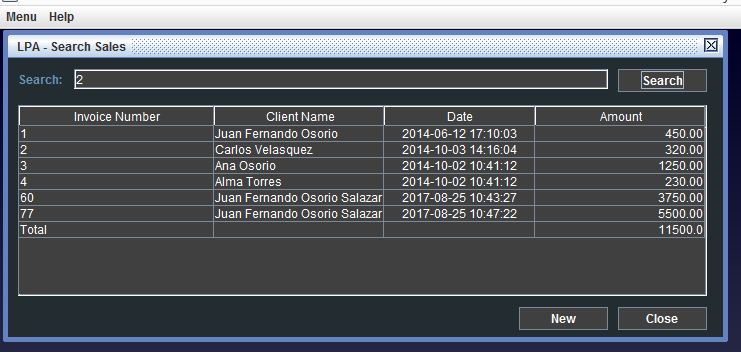 Menu Help
LPA - Search Sales
Search: 2 Search
Invoice Number Client Name Date Amount
1 Juan Fernando Osorio 2014-06-12 17:10:03 450.00
2 Carlos Velasquez 2014-10-03 14:16:04 320.00
3 Ana Osorio 2014-10-02 10:41:12 1250.00
4 Alma Torres 2014-10-02 10:41:12 230.00
60 Juan Fernando Osorio Salazar 2017-08-25 10:43:27 3750.00
77 Juan Fernando Osorio Salazar 2017-08-25 10:47:22 5500.00
Total 11500.0
New Close